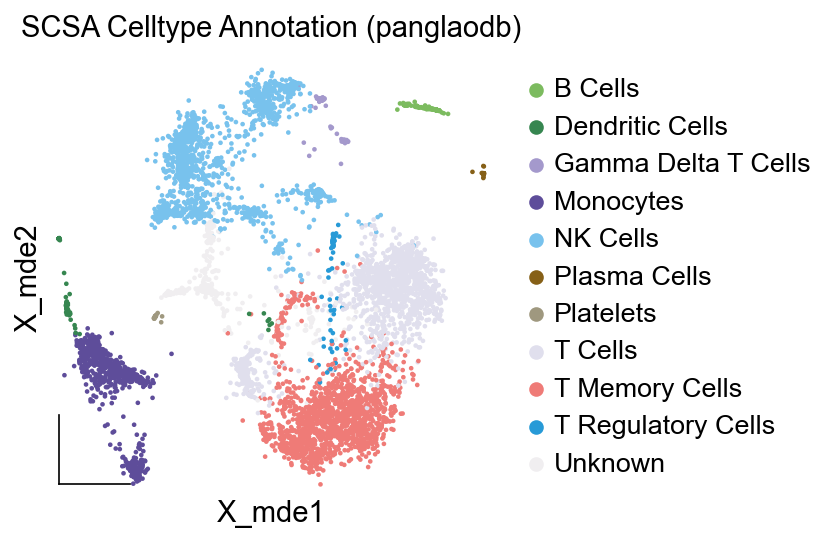 SCSA Celltype Annotation (panglaodb)
B Cells
Dendritic Cells
Gamma Delta T Cells
Monocytes
NK Cells
Plasma Cells
Platelets
T Cells
T Memory Cells
T Regulatory Cells
Unknown
X_mde2
X_mde1